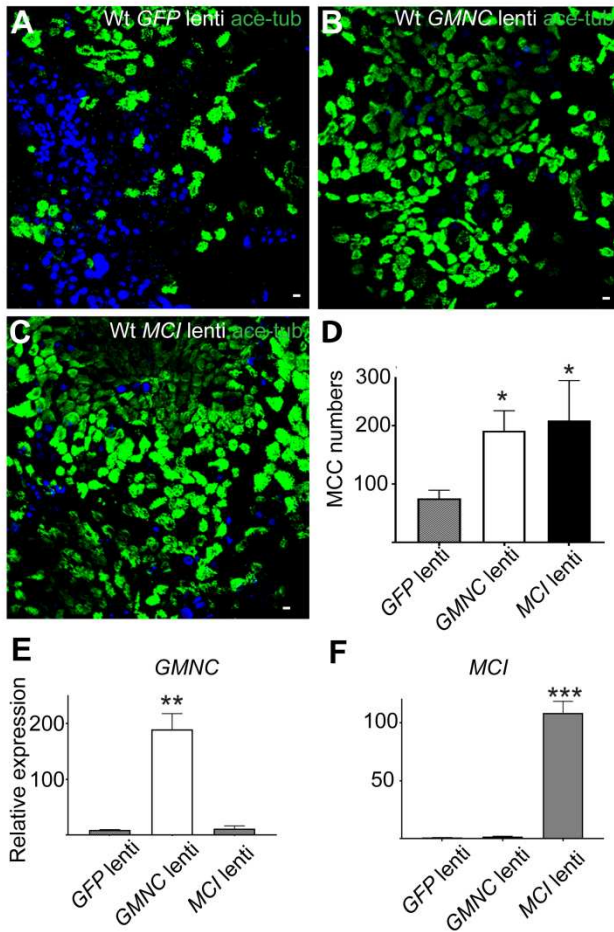 A
Wt GFP lenti ace-tub
B
Wt GMNC lenti ace-tub
C
Wt MCI lenti ace-tub
D
MCC numbers
300
200
100
*
*
GFP lenti
GMNC lenti
MCI lenti
E
GMNC
Relative expression
200
100
**
GFP lenti
GMNC lenti
MCI lenti
F
MCI
100
50
***
GFP lenti
GMNC lenti
MCI lenti